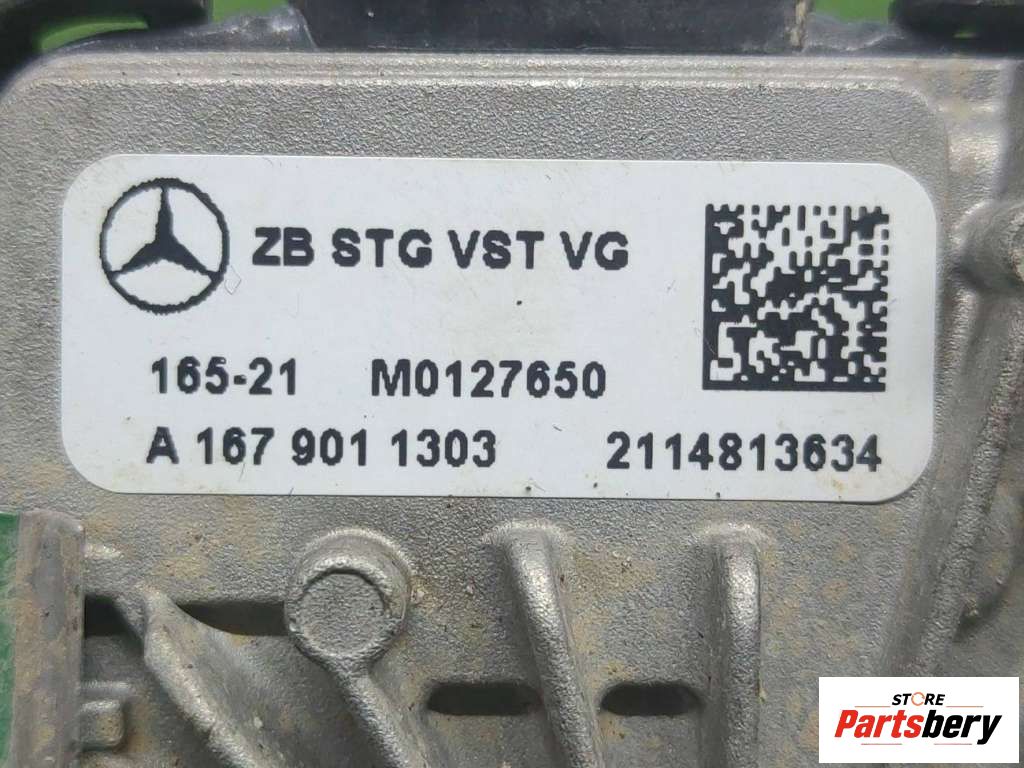 ZB STG VST VG
165-21 M0127650
A 167 901 1303 2114813634
STORE
Partsbery